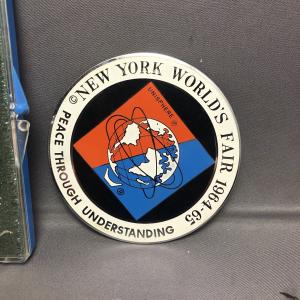 © NEW YORK WORLD'S FAIR 1964-65
PEACE THROUGH UNDERSTANDING
UNISPHERE ®
®